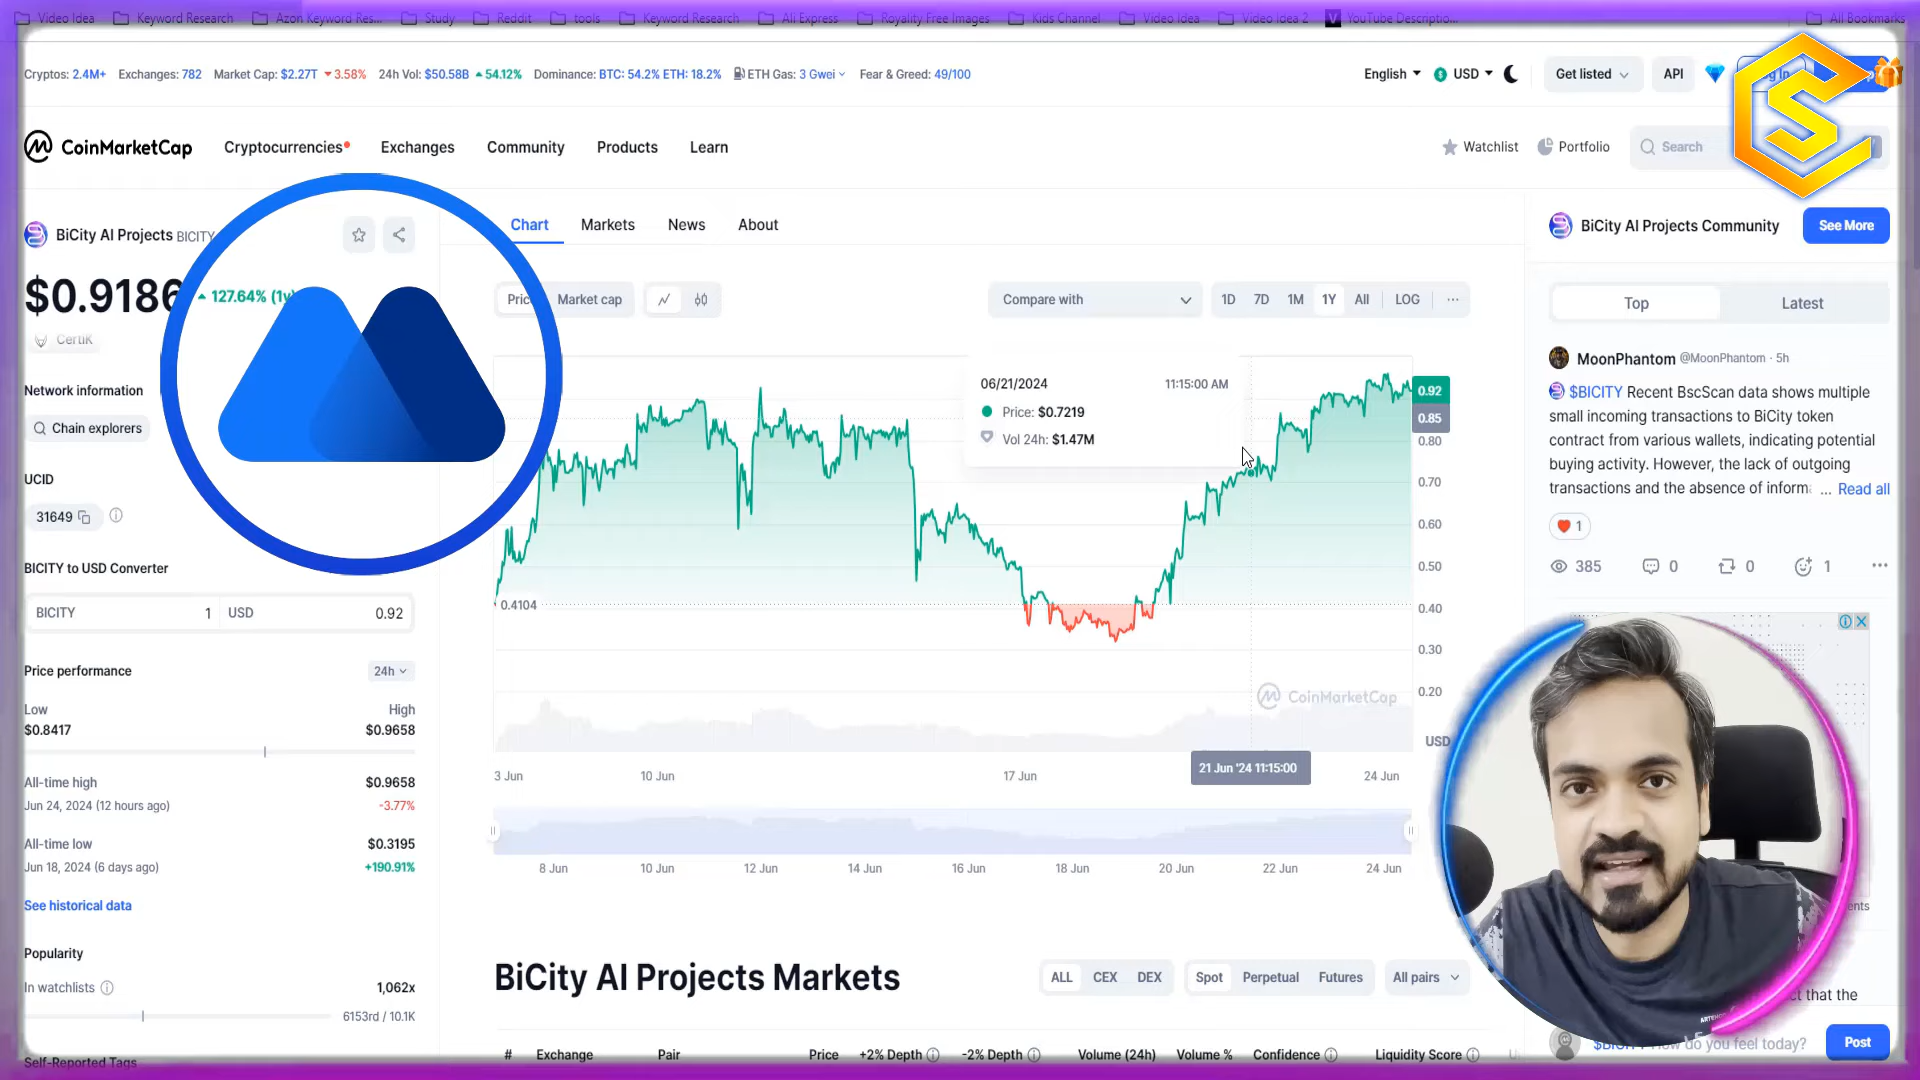 Video Idea Keyword Research Azon Keyword Res... Study Reddit tools Keyword Research Ali Express Royality Free Images Kids Channel Video Idea Video Idea 2 YouTube Descriptio... All Bookmarks
Cryptos: 2.4M+ Exchanges: 782 Market Cap: $2.27T 3.58% 24h Vol: $50.58B 54.12% Dominance: BTC: 54.2% ETH: 18.2% ETH Gas: 3 Gwei Fear & Greed: 49/100
English USD Get listed API
CoinMarketCap Cryptocurrencies Exchanges Community Products Learn Watchlist Portfolio Search
BiCity AI Projects BICITY
$0.9186 127.64% (1y)
CertiK
Network information
Chain explorers
UCID
31649
BICITY to USD Converter
BICITY 1 USD 0.92
Price performance 24h
Low High
$0.8417 $0.9658
All-time high $0.9658
Jun 24, 2024 (12 hours ago) -3.77%
All-time low $0.3195
Jun 18, 2024 (6 days ago) +190.91%
See historical data
Popularity
In watchlists 1,062x
6153rd / 10.1K
Self-Reported Tags
Chart Markets News About
Market cap Compare with 1D 7D 1M 1Y All LOG
06/21/2024 11:15:00 AM
Price: $0.7219
Vol 24h: $1.47M
0.92
0.85
0.80
0.70
0.60
0.50
0.40
0.30
0.20
USD
0.4104
CoinMarketCap
21 Jun '24 11:15:00
3 Jun 10 Jun 17 Jun 24 Jun
8 Jun 10 Jun 12 Jun 14 Jun 16 Jun 18 Jun 20 Jun 22 Jun 24 Jun
BiCity AI Projects Markets
ALL CEX DEX Spot Perpetual Futures All pairs
# Exchange Pair Price +2% Depth -2% Depth Volume (24h) Volume % Confidence Liquidity Score
BiCity AI Projects Community See More
Top Latest
MoonPhantom @MoonPhantom · 5h
$BICITY Recent BscScan data shows multiple
small incoming transactions to BiCity token
contract from various wallets, indicating potential
buying activity. However, the lack of outgoing
transactions and the absence of ... Read all
1
385 0 0 1
that the
$BICITY How do you feel today? Post